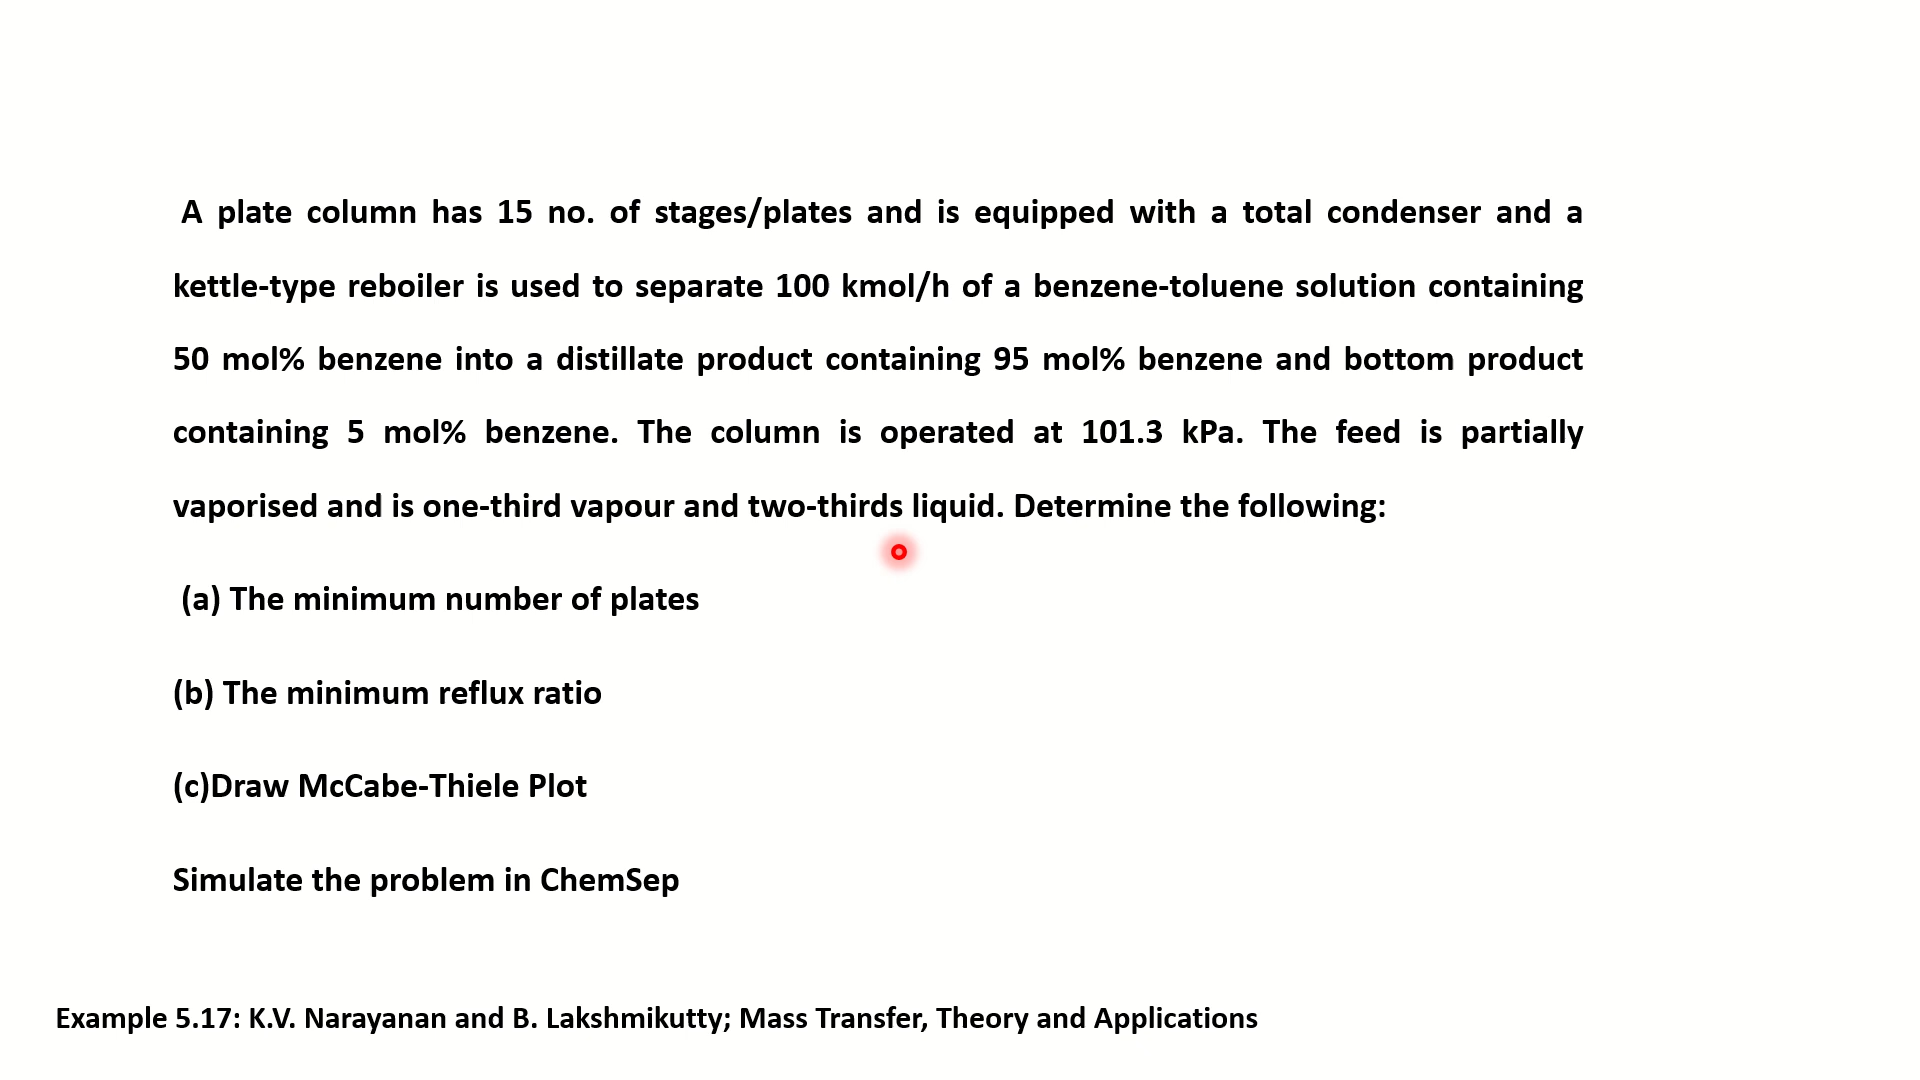 A plate column has 15 no. of stages/plates and is equipped with a total condenser and a
kettle-type reboiler is used to separate 100 kmol/h of a benzene-toluene solution containing
50 mol% benzene into a distillate product containing 95 mol% benzene and bottom product
containing 5 mol% benzene. The column is operated at 101.3 kPa. The feed is partially
vaporised and is one-third vapour and two-thirds liquid. Determine the following:
(a) The minimum number of plates
(b) The minimum reflux ratio
(c)Draw McCabe-Thiele Plot
Simulate the problem in ChemSep
Example 5.17: K.V. Narayanan and B. Lakshmikutty; Mass Transfer, Theory and Applications